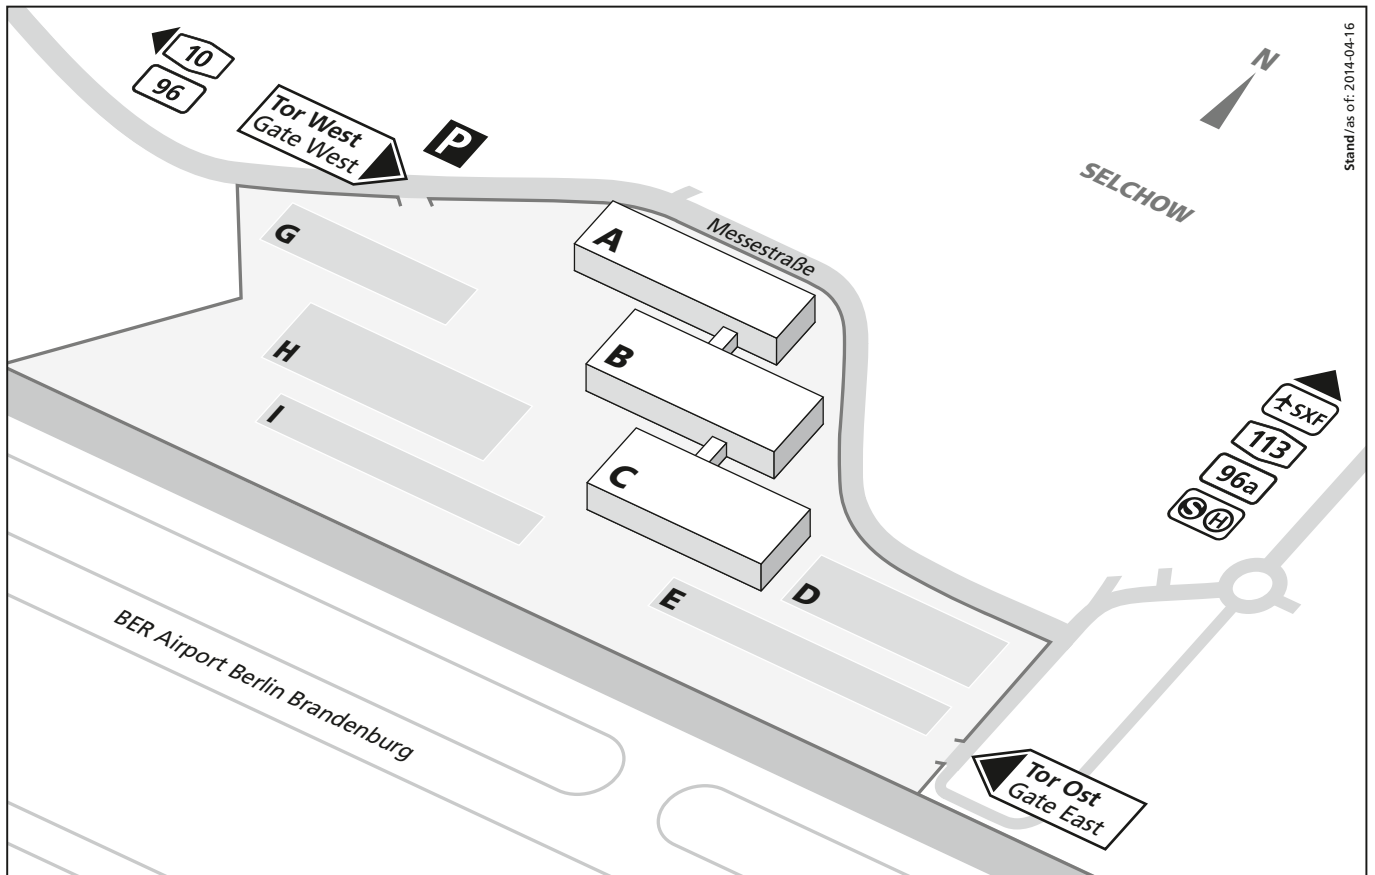 10
96
Tor West
Gate West
P
N
SELCHOW
Stand/as of: 2014-04-16
G
A
Messestraße
H
B
I
C
SXF
113
96a
S H
D
E
BER Airport Berlin Brandenburg
Tor Ost
Gate East